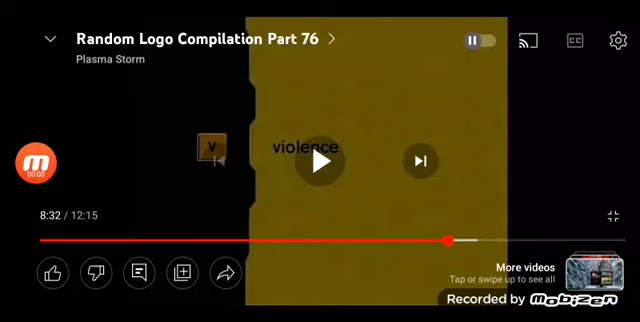 Random Logo Compilation Part 76
Plasma Storm
V
violence
m
00:00
8:32 / 12:15
CC
More videos
Tap or swipe up to see all
Recorded by mobizen